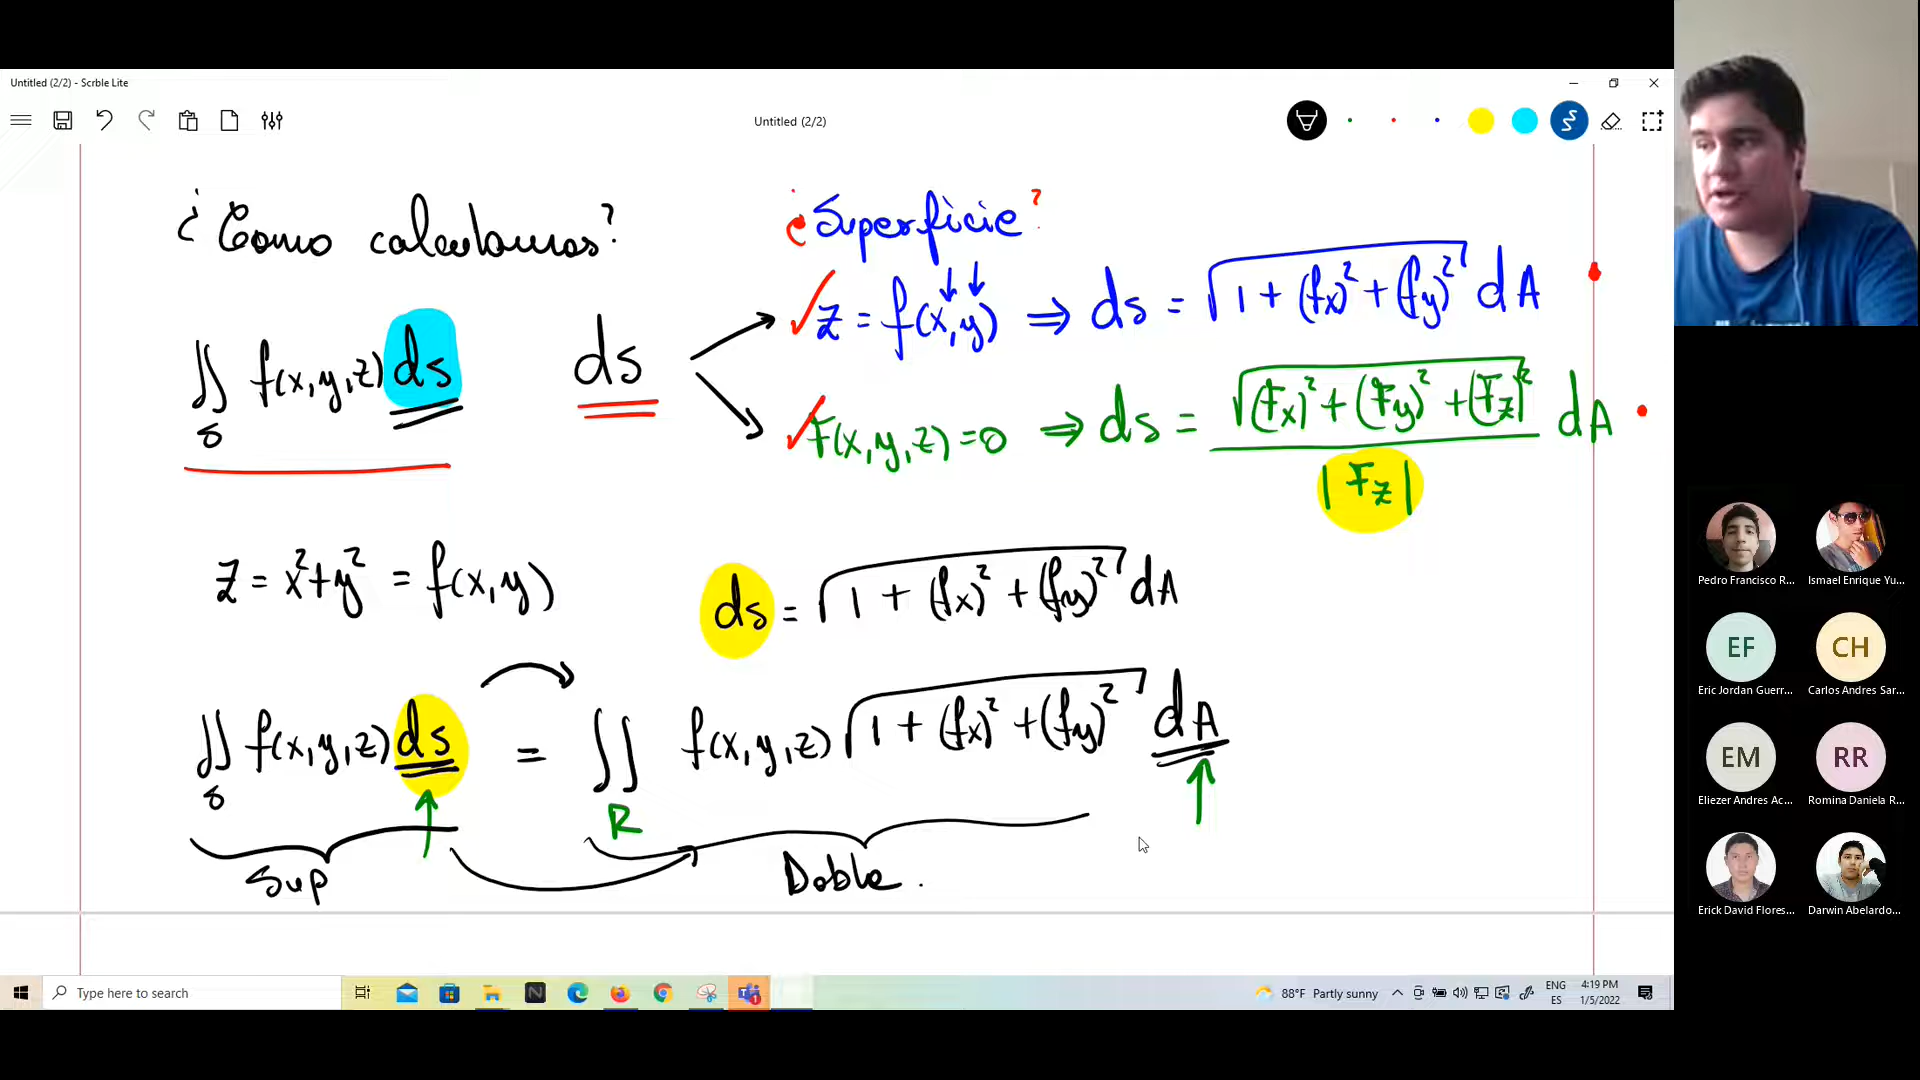 Untitled (2/2) - Scrble Lite
Untitled (2/2)
¿Como calculamos?
¿Superficie?
z = f(x,y) ⇒ ds = √(1 + (fx)² + (fy)²) dA
∬_S f(x,y,z) ds
ds
F(x,y,z)=0 ⇒ ds = √((Fx)² + (Fy)² + (Fz)²) / |Fz| dA
z = x²+y² = f(x,y)
ds = √(1 + (fx)² + (fy)²) dA
∬_S f(x,y,z) ds = ∬_R f(x,y,z) √(1 + (fx)² + (fy)²) dA
Sup
Doble.
Pedro Francisco R...
Ismael Enrique Yu...
EF
CH
Eric Jordan Guerr...
Carlos Andres Sar...
EM
RR
Eliezer Andres Ac...
Romina Daniela R...
Erick David Flores...
Darwin Abelardo...
Type here to search
88°F Partly sunny
ENG
ES
4:19 PM
1/5/2022